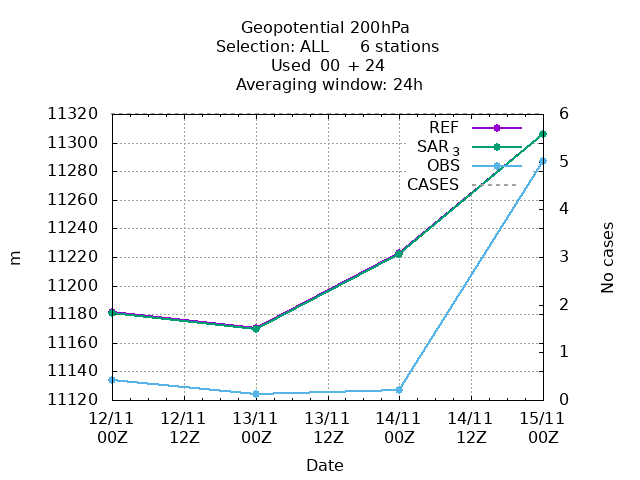 Geopotential 200hPa
Selection: ALL      6 stations
Used  00  + 24
Averaging window: 24h
11320
11300
11280
11260
11240
11220
11200
11180
11160
11140
11120
m
REF
SAR 3
OBS
CASES
6
5
4
3
2
1
0
No cases
12/11 00Z
12/11 12Z
13/11 00Z
13/11 12Z
14/11 00Z
14/11 12Z
15/11 00Z
Date